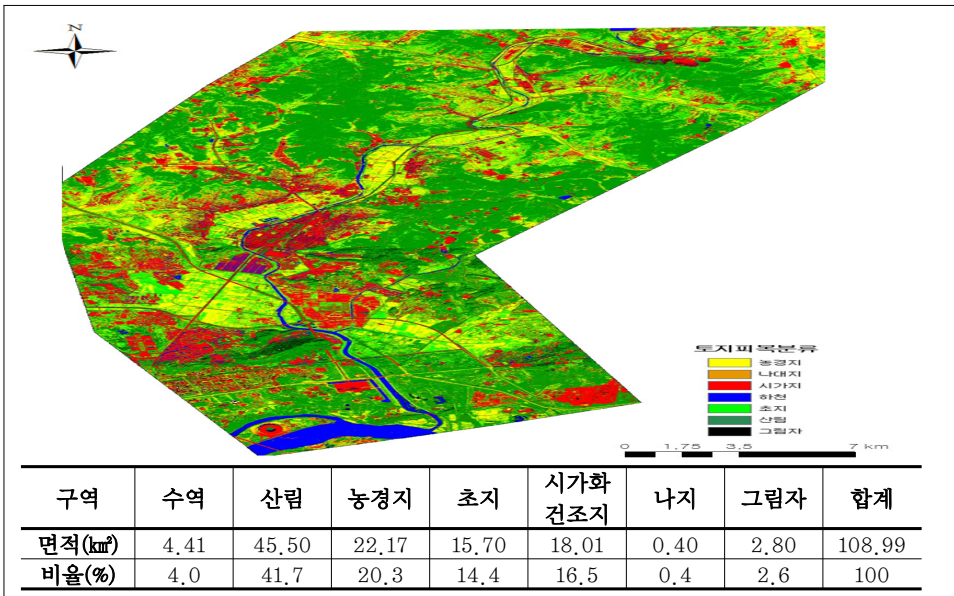 N
토지피복분류
농경지
나대지
시가지
하천
초지
산림
그림자
0 1.75 3.5 7 km
구역 수역 산림 농경지 초지 시가화 건조지 나지 그림자 합계
면적(㎢) 4.41 45.50 22.17 15.70 18.01 0.40 2.80 108.99
비율(%) 4.0 41.7 20.3 14.4 16.5 0.4 2.6 100